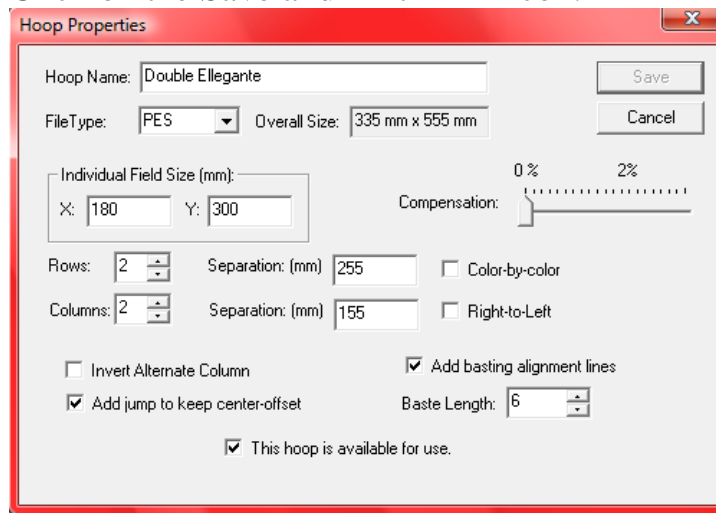 Hoop Properties
Hoop Name: Double Ellegante Save
FileType: PES Overall Size: 335 mm x 555 mm Cancel
Individual Field Size (mm): 0 % 2%
X: 180 Y: 300 Compensation:
Rows: 2 Separation: (mm) 255 Color-by-color
Columns: 2 Separation: (mm) 155 Right-to-Left
Invert Alternate Column Add basting alignment lines
Add jump to keep center-offset Baste Length: 6
This hoop is available for use.